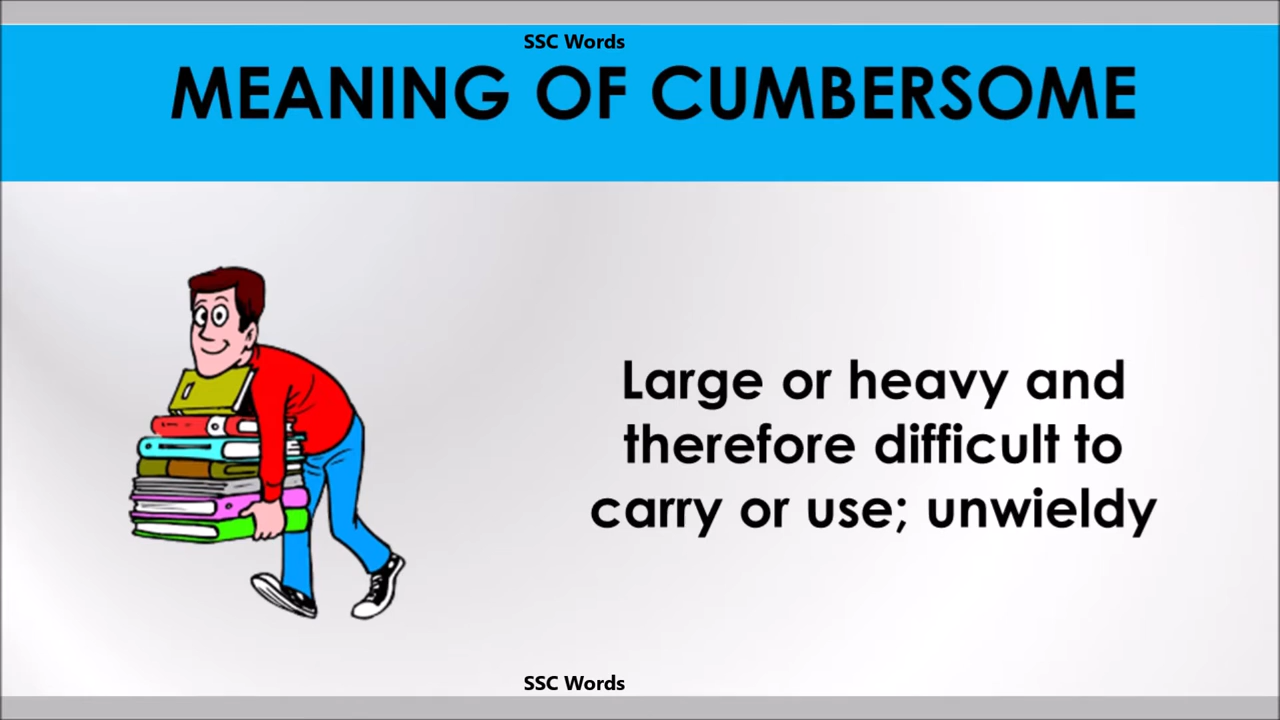 SSC Words
MEANING OF CUMBERSOME
Large or heavy and
therefore difficult to
carry or use; unwieldy
SSC Words